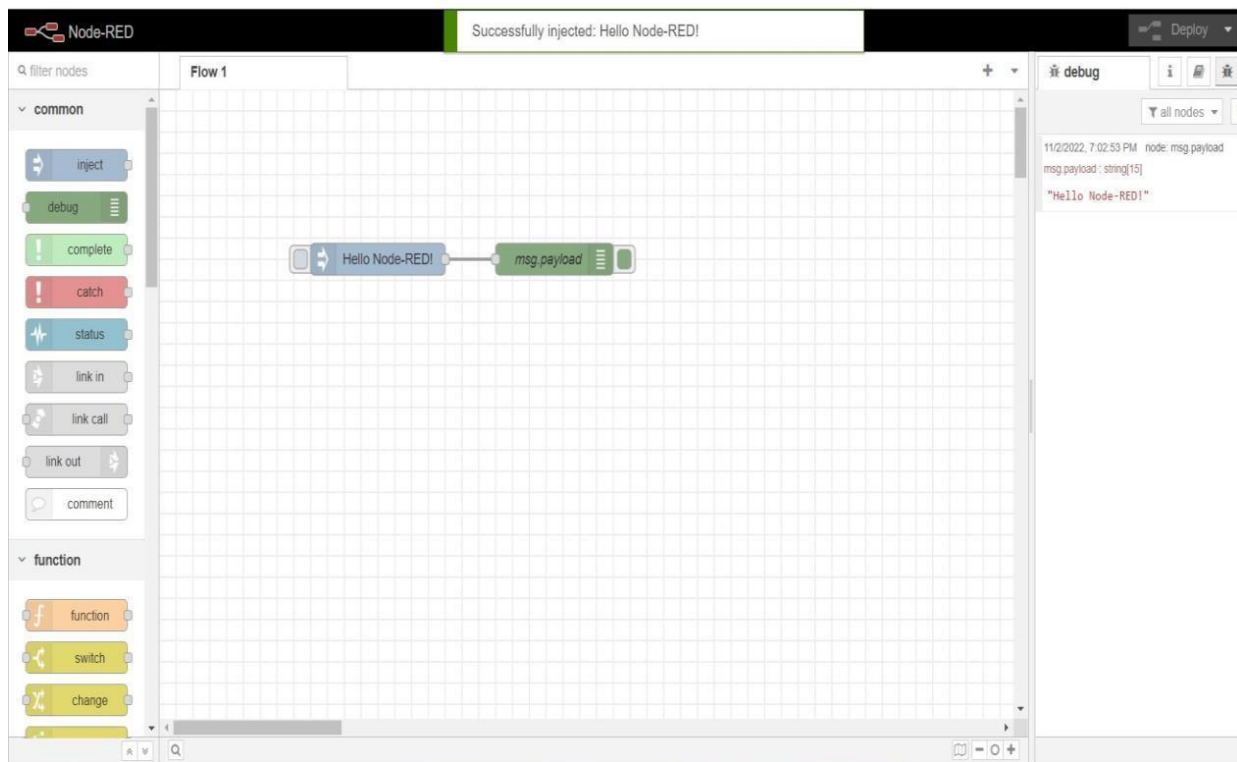 Node-RED
Successfully injected: Hello Node-RED!
Deploy
filter nodes
Flow 1
debug
i
all nodes
common
inject
debug
complete
catch
status
link in
link call
link out
comment
function
function
switch
change
Hello Node-RED!
msg.payload
11/2/2022, 7:02:53 PM node: msg.payload
msg.payload : string[15]
"Hello Node-RED!"